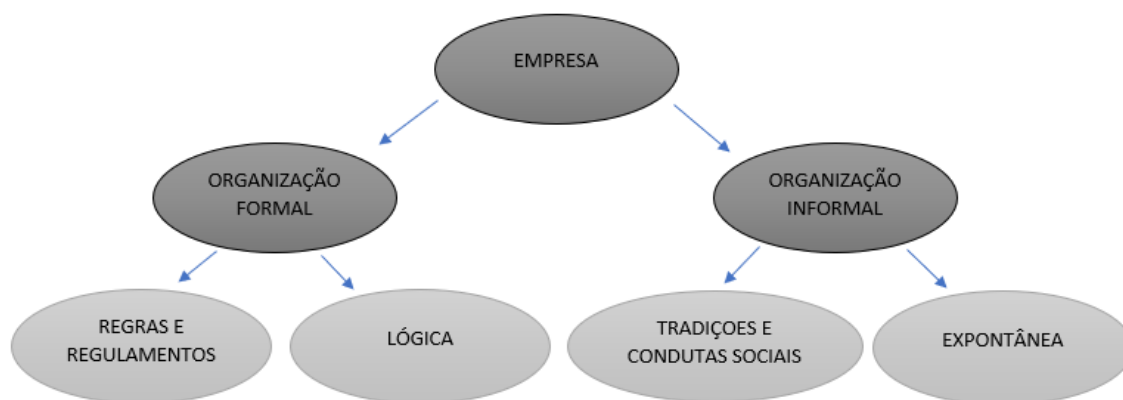 EMPRESA
ORGANIZAÇÃO
FORMAL
ORGANIZAÇÃO
INFORMAL
REGRAS E
REGULAMENTOS
LÓGICA
TRADIÇOES E
CONDUTAS SOCIAIS
EXPONTÂNEA